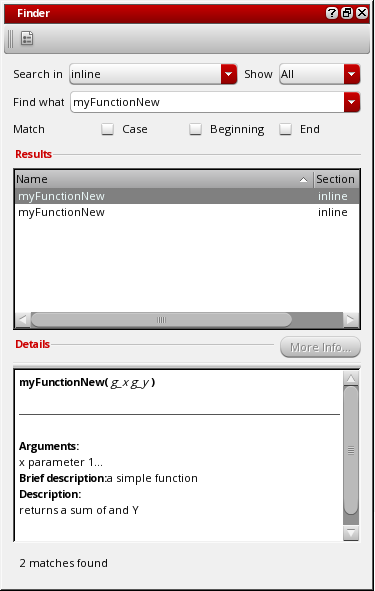 Finder
Search in inline Show All
Find what myFunctionNew
Match Case Beginning End
Results
Name Section
myFunctionNew inline
myFunctionNew inline
Details More Info...
myFunctionNew( g_x g_y )
Arguments:
x parameter 1...
Brief description:a simple function
Description:
returns a sum of and Y
2 matches found